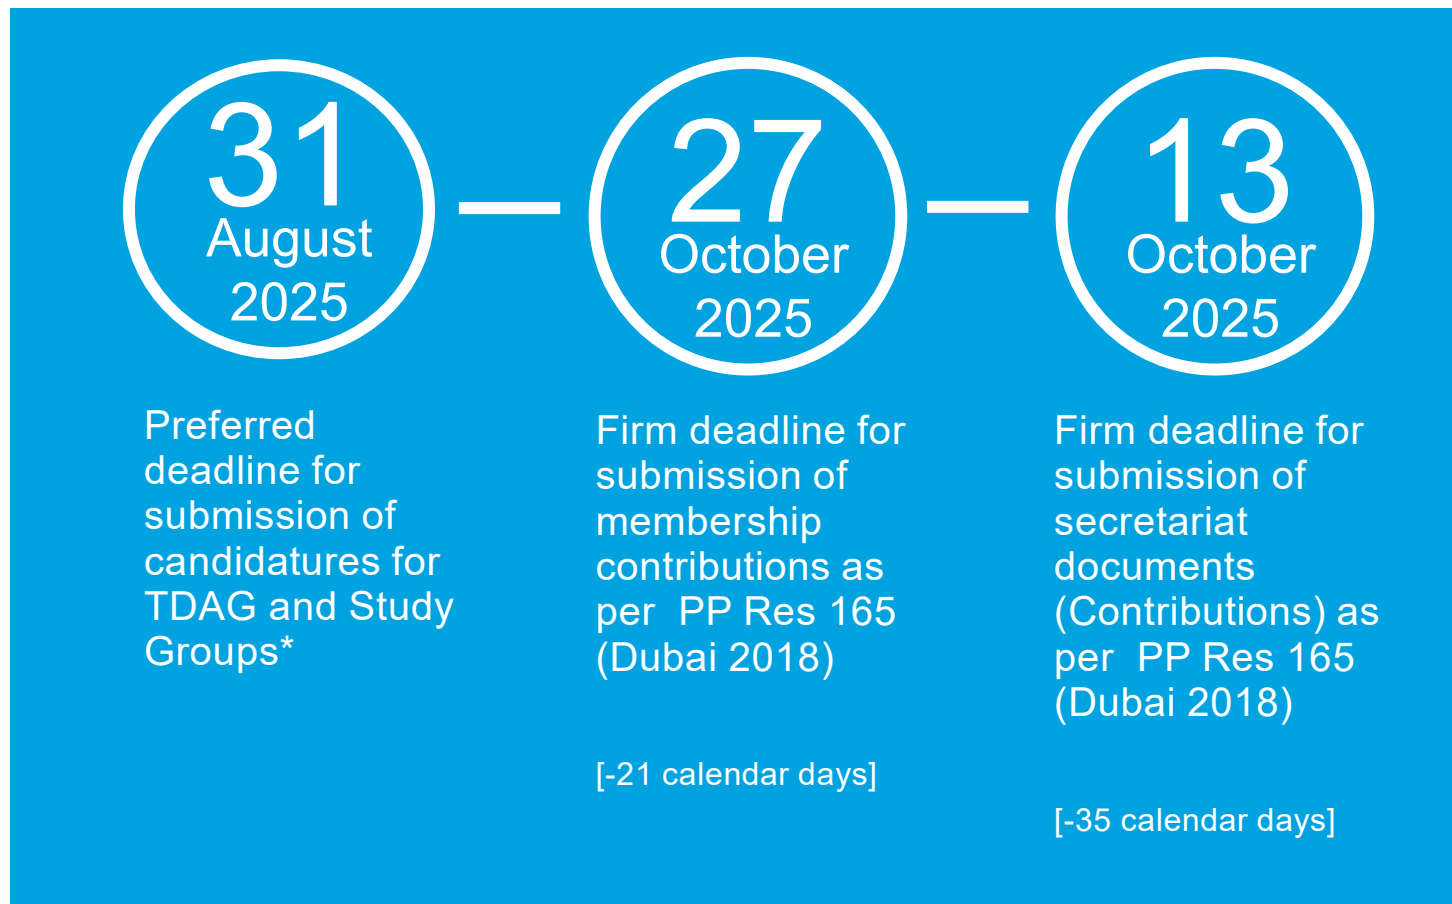 31
August
2025
Preferred
deadline for
submission of
candidatures for
TDAG and Study
Groups*
27
October
2025
Firm deadline for
submission of
membership
contributions as
per  PP Res 165
(Dubai 2018)
[-21 calendar days]
13
October
2025
Firm deadline for
submission of
secretariat
documents
(Contributions) as
per  PP Res 165
(Dubai 2018)
[-35 calendar days]